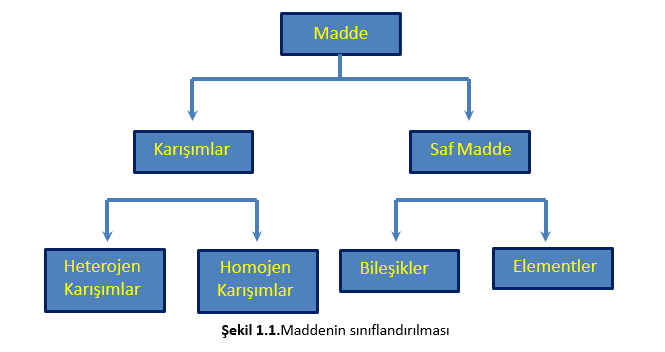 Madde
Karışımlar
Saf Madde
Heterojen
Karışımlar
Homojen
Karışımlar
Bileşikler
Elementler
Şekil 1.1.Maddenin sınıflandırılması